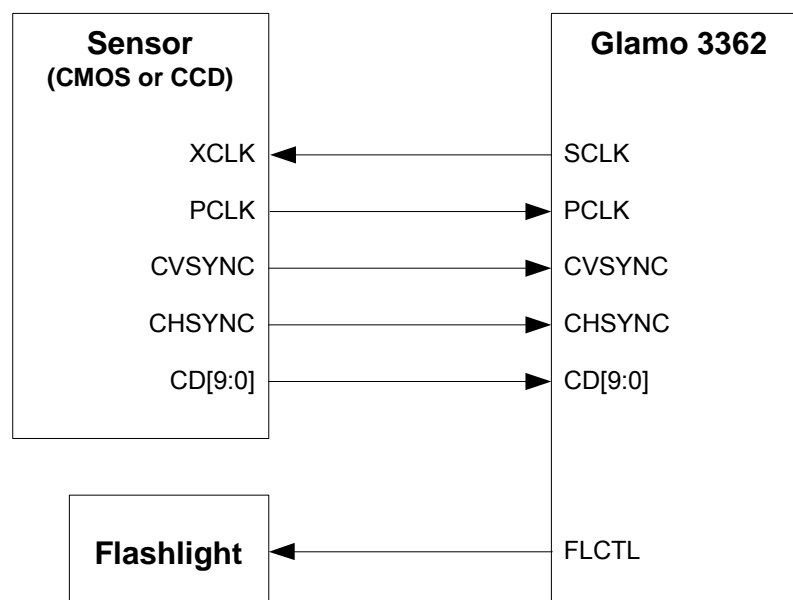 Sensor
(CMOS or CCD)
XCLK
PCLK
CVSYNC
CHSYNC
CD[9:0]
Glamo 3362
SCLK
PCLK
CVSYNC
CHSYNC
CD[9:0]
FLCTL
Flashlight